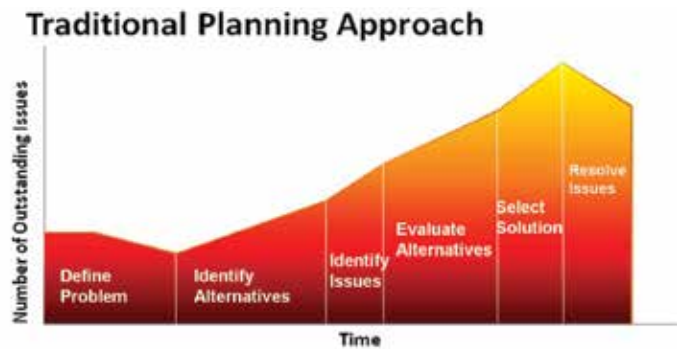 Traditional Planning Approach
Number of Outstanding Issues
Define
Problem
Identify
Alternatives
Identify
Issues
Evaluate
Alternatives
Select
Solution
Resolve
Issues
Time